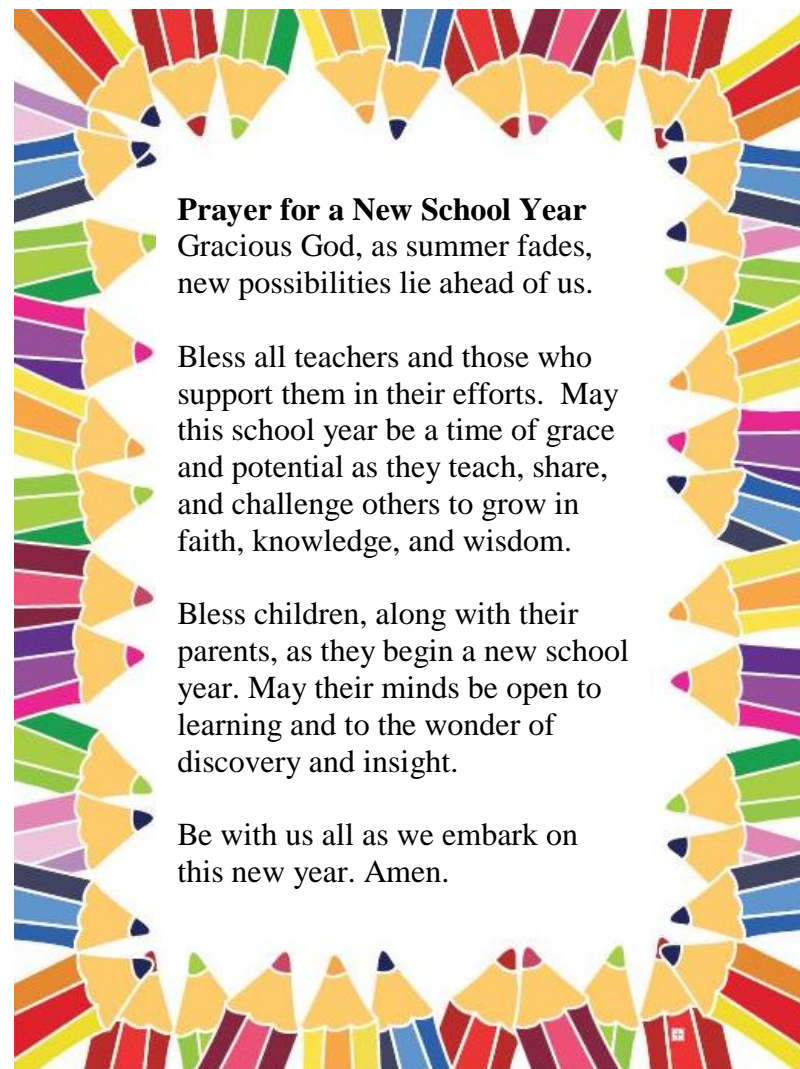 Prayer for a New School Year
Gracious God, as summer fades,
new possibilities lie ahead of us.
Bless all teachers and those who
support them in their efforts.  May
this school year be a time of grace
and potential as they teach, share,
and challenge others to grow in
faith, knowledge, and wisdom.
Bless children, along with their
parents, as they begin a new school
year. May their minds be open to
learning and to the wonder of
discovery and insight.
Be with us all as we embark on
this new year. Amen.